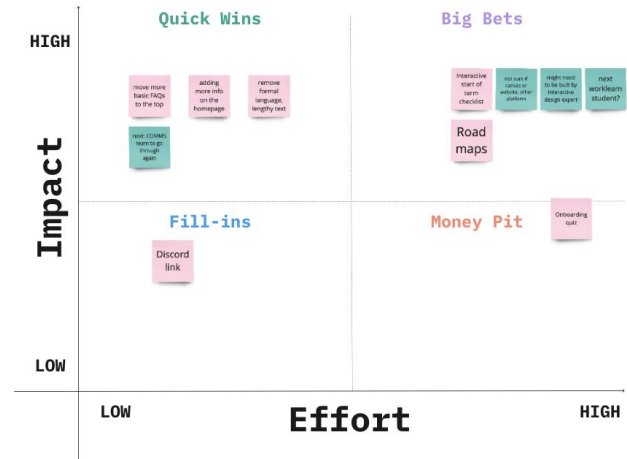 Quick Wins
Big Bets
HIGH
move more
basic FAQs
to the top
adding
more info
on the
homepage
remove
formal
language,
lengthy text
Interactive
start of
term
checklist
not sure if
canvas or
website, other
platform
might need
to be built by
interactive
design expert
next
worklearn
student?
next: COMMS
team to go
through
again
Road
maps
Impact
Fill-ins
Money Pit
Onboarding
quiz
Discord
link
LOW
LOW
Effort
HIGH